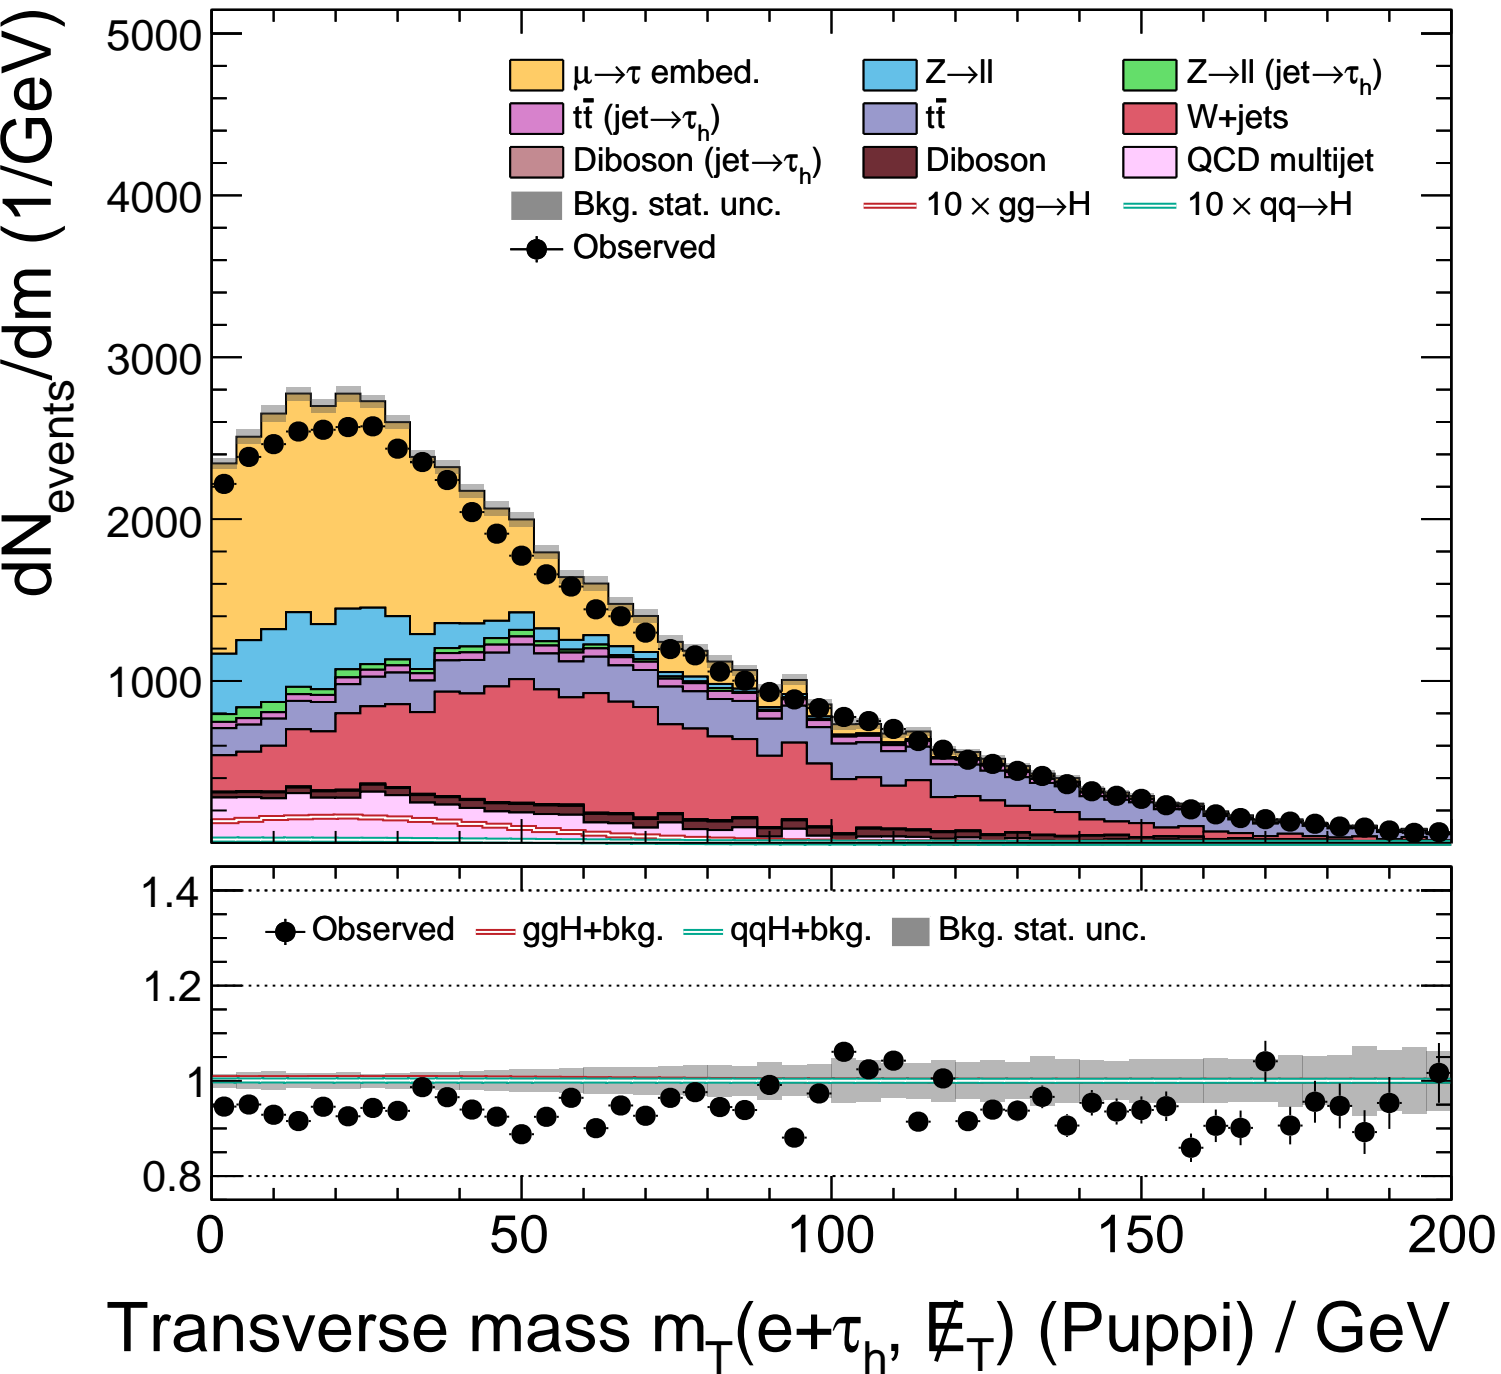 dN_events/dm (1/GeV)
5000
4000
3000
2000
1000
μ→τ embed. Z→ll Z→ll (jet→τ_h)
tt̄ (jet→τ_h) tt̄ W+jets
Diboson (jet→τ_h) Diboson QCD multijet
Bkg. stat. unc. 10 × gg→H 10 × qq→H
Observed
1.4
1.2
1
0.8
Observed ggH+bkg. qqH+bkg. Bkg. stat. unc.
0 50 100 150 200
Transverse mass m_T(e+τ_h, E̸_T) (Puppi) / GeV